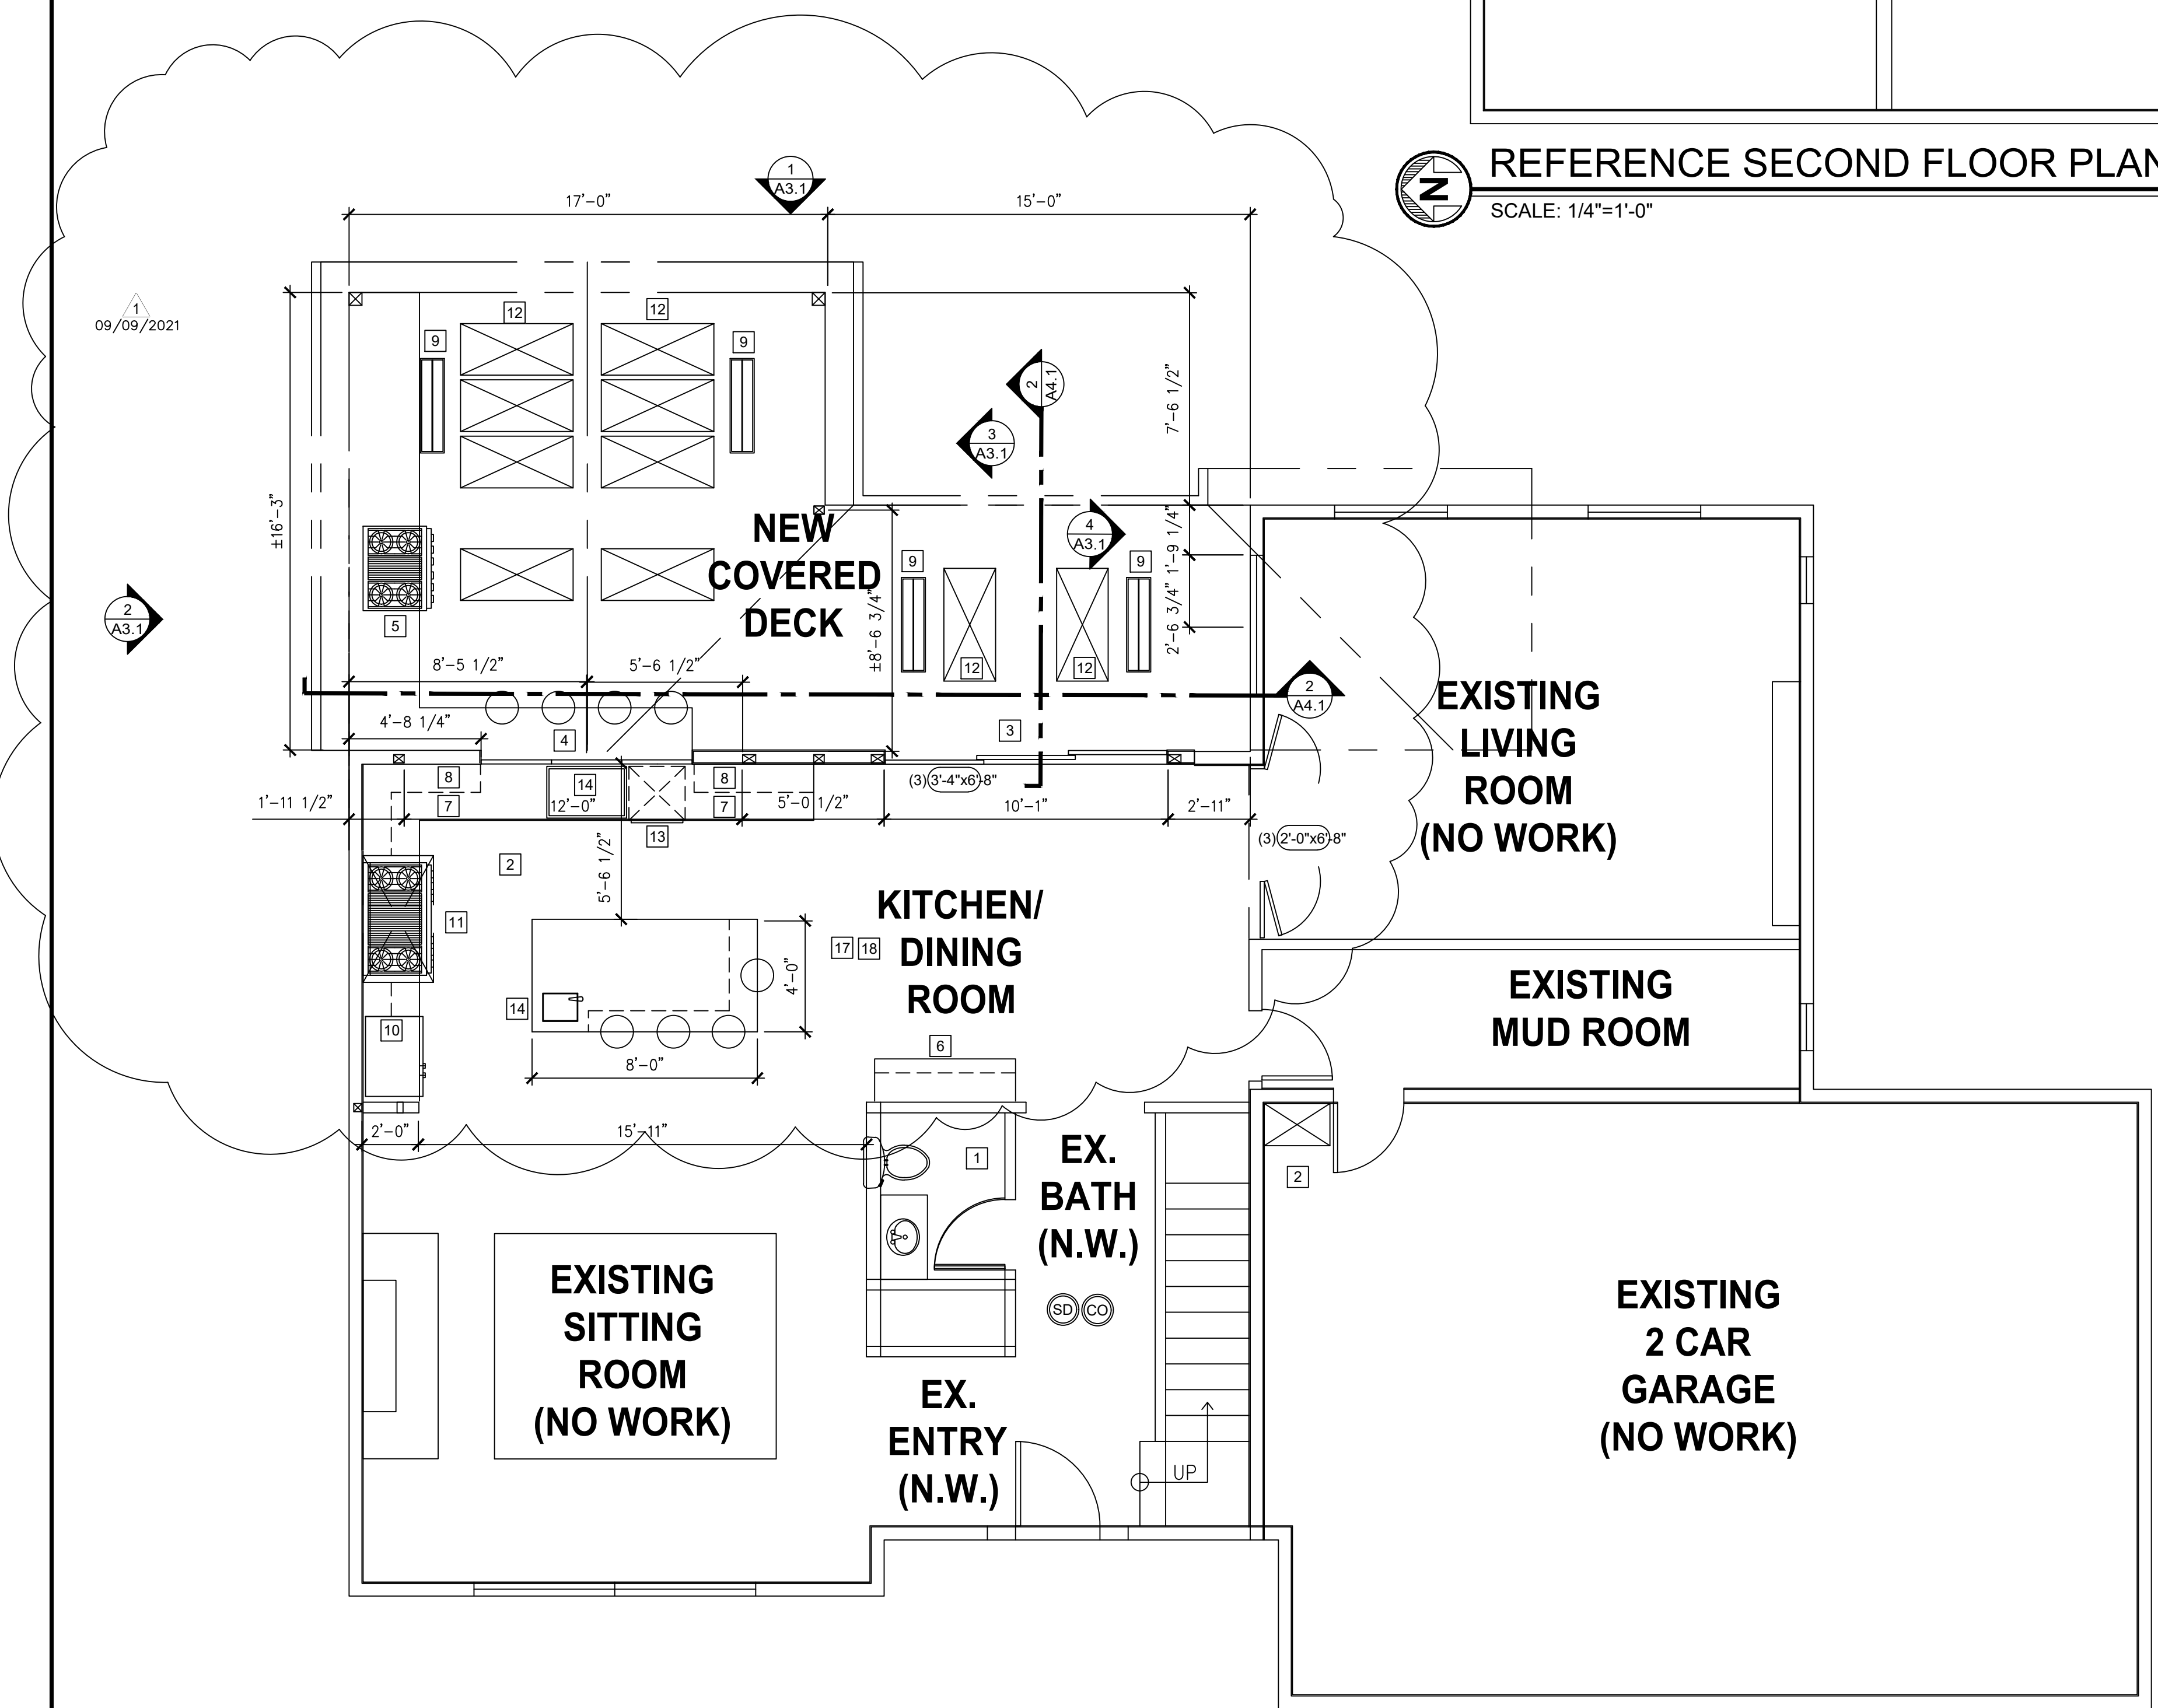 REFERENCE SECOND FLOOR PLAN
SCALE: 1/4"=1'-0"
N
1
A3.1
17'-0"
15'-0"
1
09/09/2021
12
12
9
9
2
A4.1
7'-6 1/2"
3
A3.1
±16'-3"
NEW
COVERED
DECK
4
A3.1
1'-9 1/4"
9
9
2'-6 3/4"
±8'-6 3/4"
2
A3.1
5
8'-5 1/2"
5'-6 1/2"
12
12
2
A4.1
4'-8 1/4"
4
3
EXISTING
LIVING
ROOM
(NO WORK)
8
14
8
(3) 3'-4"x6'-8"
1'-11 1/2"
7
12'-0"
7
5'-0 1/2"
10'-1"
2'-11"
13
(3) 2'-0"x6'-8"
2
5'-6 1/2"
11
KITCHEN/
DINING
ROOM
17 18
4'-0"
14
10
EXISTING
MUD ROOM
6
8'-0"
2'-0"
15'-11"
1
EX.
BATH
(N.W.)
2
SD CO
EXISTING
SITTING
ROOM
(NO WORK)
EXISTING
2 CAR
GARAGE
(NO WORK)
EX.
ENTRY
(N.W.)
UP